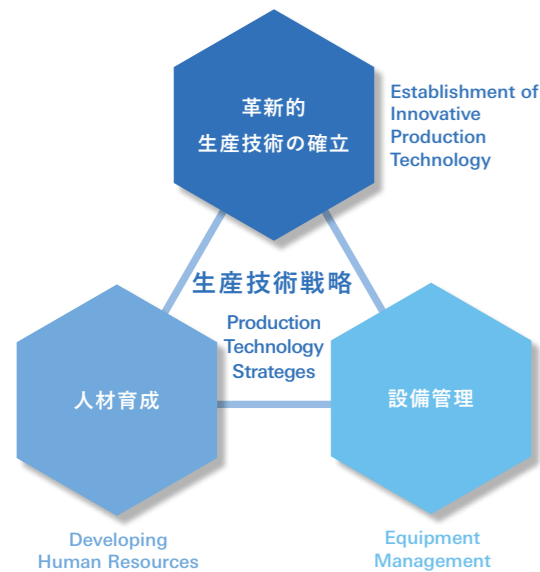 革新的
生産技術の確立
Establishment of
Innovative
Production
Technology
生産技術戦略
Production
Technology
Strateges
人材育成
設備管理
Developing
Human Resources
Equipment
Management